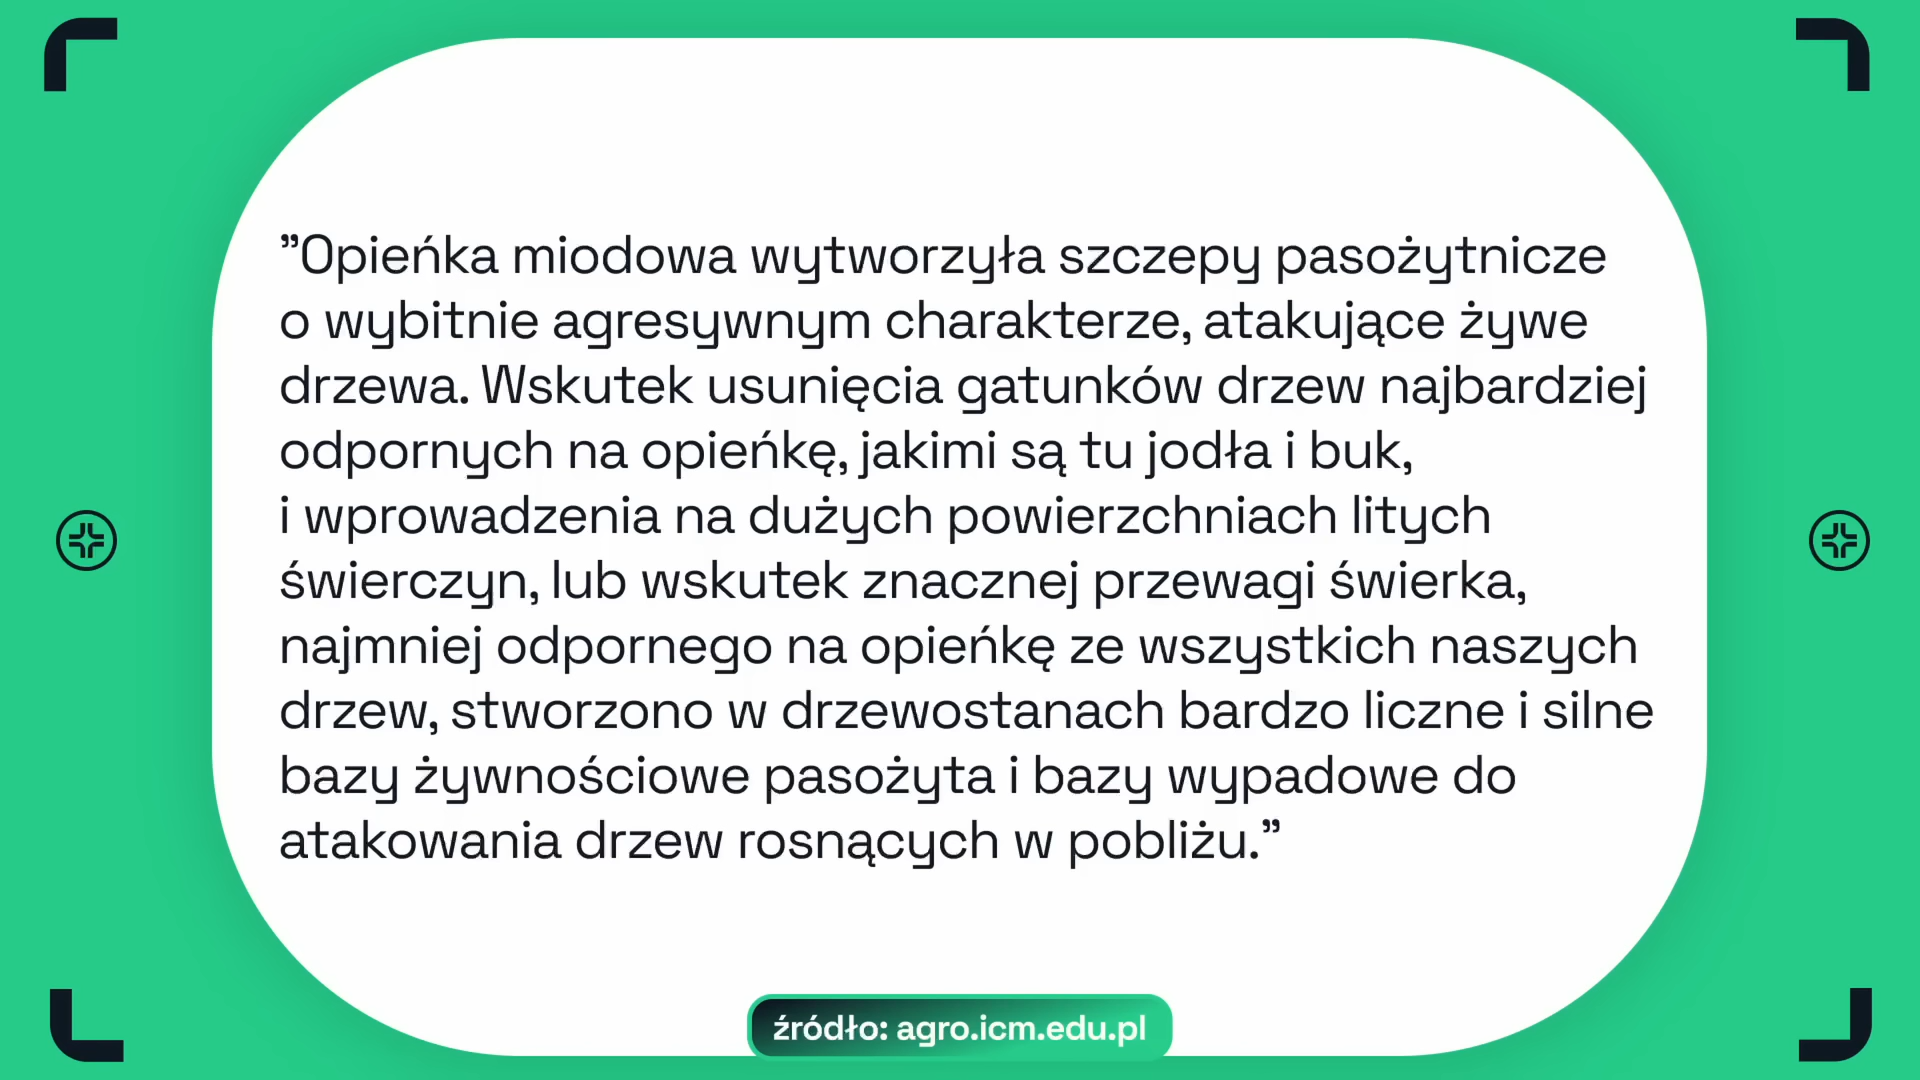 ”Opieńka miodowa wytworzyła szczepy pasożytnicze
o wybitnie agresywnym charakterze, atakujące żywe
drzewa. Wskutek usunięcia gatunków drzew najbardziej
odpornych na opieńkę, jakimi są tu jodła i buk,
i wprowadzenia na dużych powierzchniach litych
świerczyn, lub wskutek znacznej przewagi świerka,
najmniej odpornego na opieńkę ze wszystkich naszych
drzew, stworzono w drzewostanach bardzo liczne i silne
bazy żywnościowe pasożyta i bazy wypadowe do
atakowania drzew rosnących w pobliżu.”
źródło: agro.icm.edu.pl